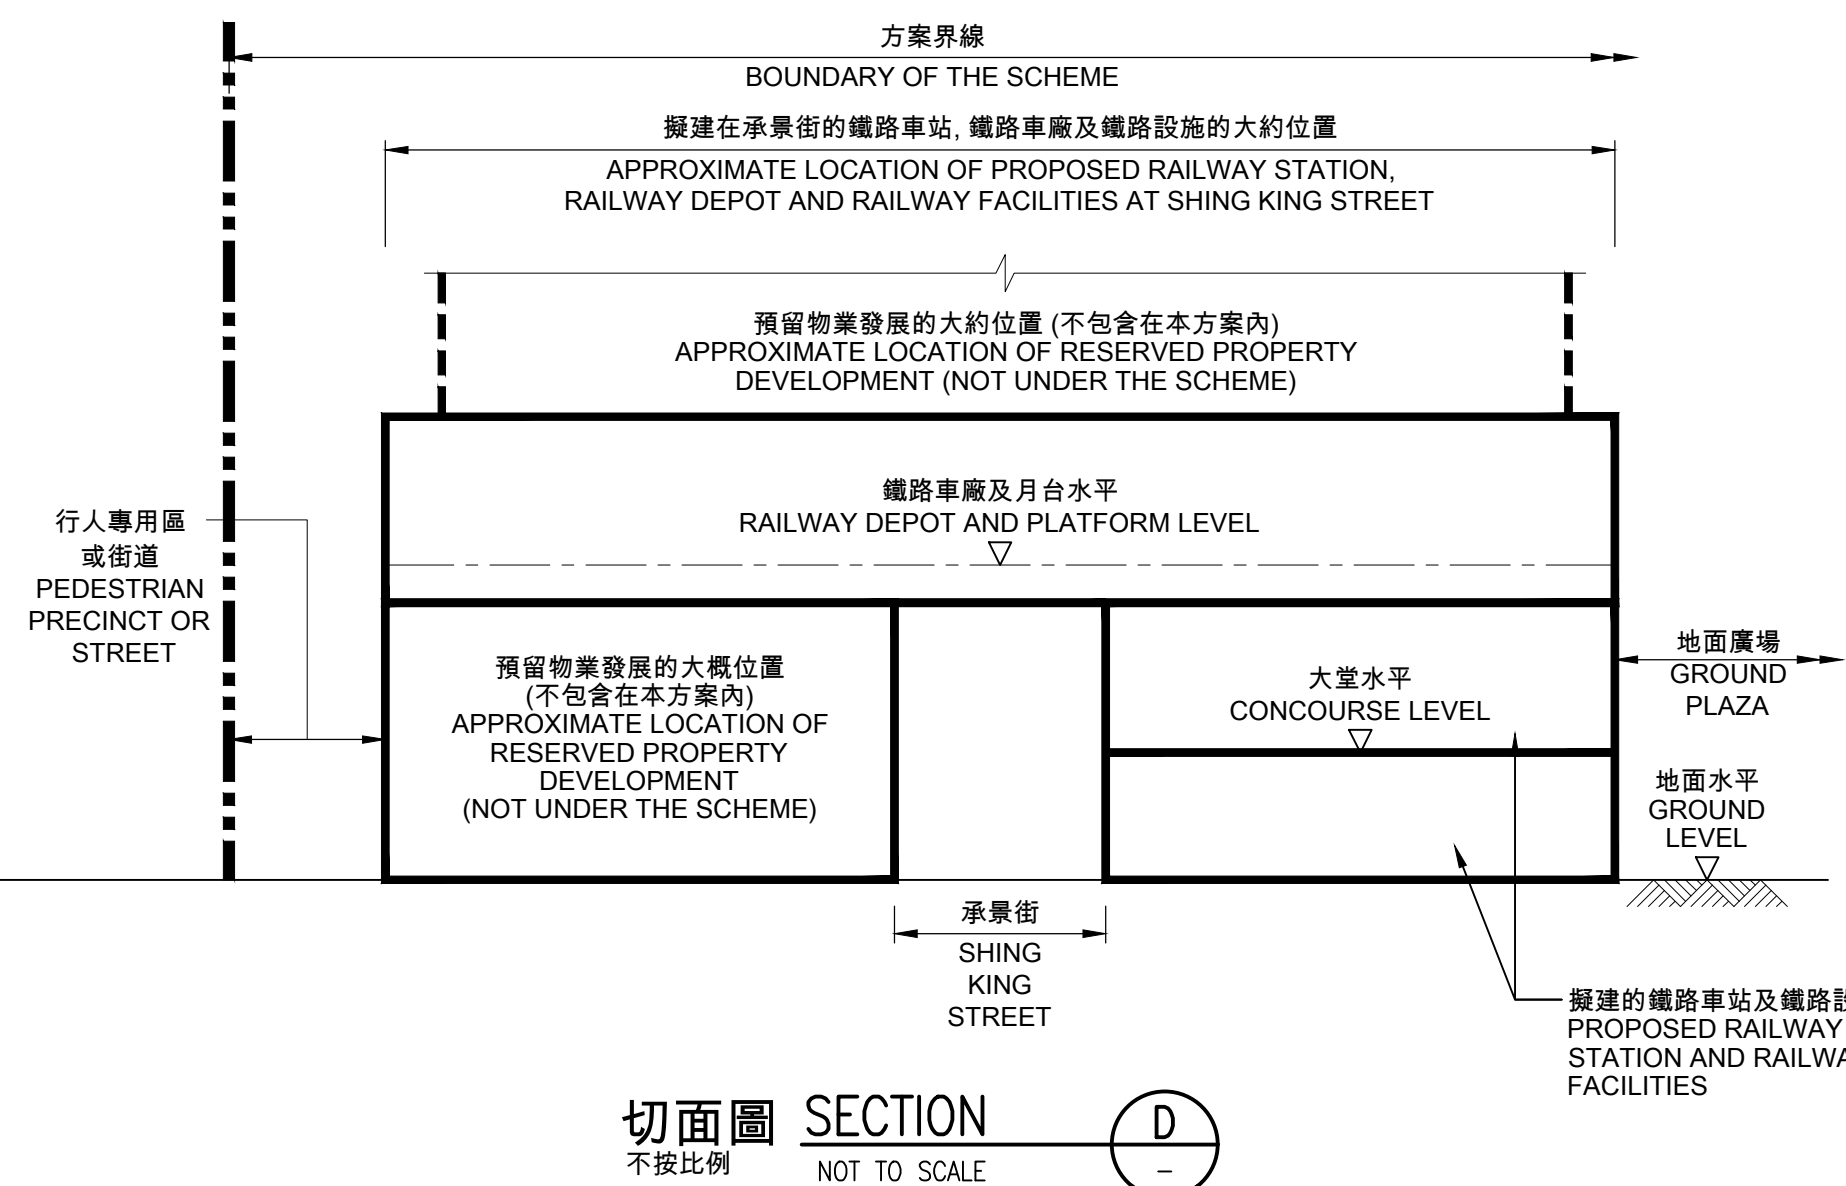 方案界線
BOUNDARY OF THE SCHEME
擬建在承景街的鐵路車站, 鐵路車廠及鐵路設施的大約位置
APPROXIMATE LOCATION OF PROPOSED RAILWAY STATION,
RAILWAY DEPOT AND RAILWAY FACILITIES AT SHING KING STREET
預留物業發展的大約位置 (不包含在本方案內)
APPROXIMATE LOCATION OF RESERVED PROPERTY
DEVELOPMENT (NOT UNDER THE SCHEME)
鐵路車廠及月台水平
RAILWAY DEPOT AND PLATFORM LEVEL
行人專用區
或街道
PEDESTRIAN
PRECINCT OR
STREET
預留物業發展的大概位置
(不包含在本方案內)
APPROXIMATE LOCATION OF
RESERVED PROPERTY
DEVELOPMENT
(NOT UNDER THE SCHEME)
大堂水平
CONCOURSE LEVEL
地面廣場
GROUND
PLAZA
地面水平
GROUND
LEVEL
承景街
SHING
KING
STREET
擬建的鐵路車站及鐵路
PROPOSED RAILWAY
STATION AND
FACILITIES
切面圖 SECTION
不按比例 NOT TO SCALE
D
-